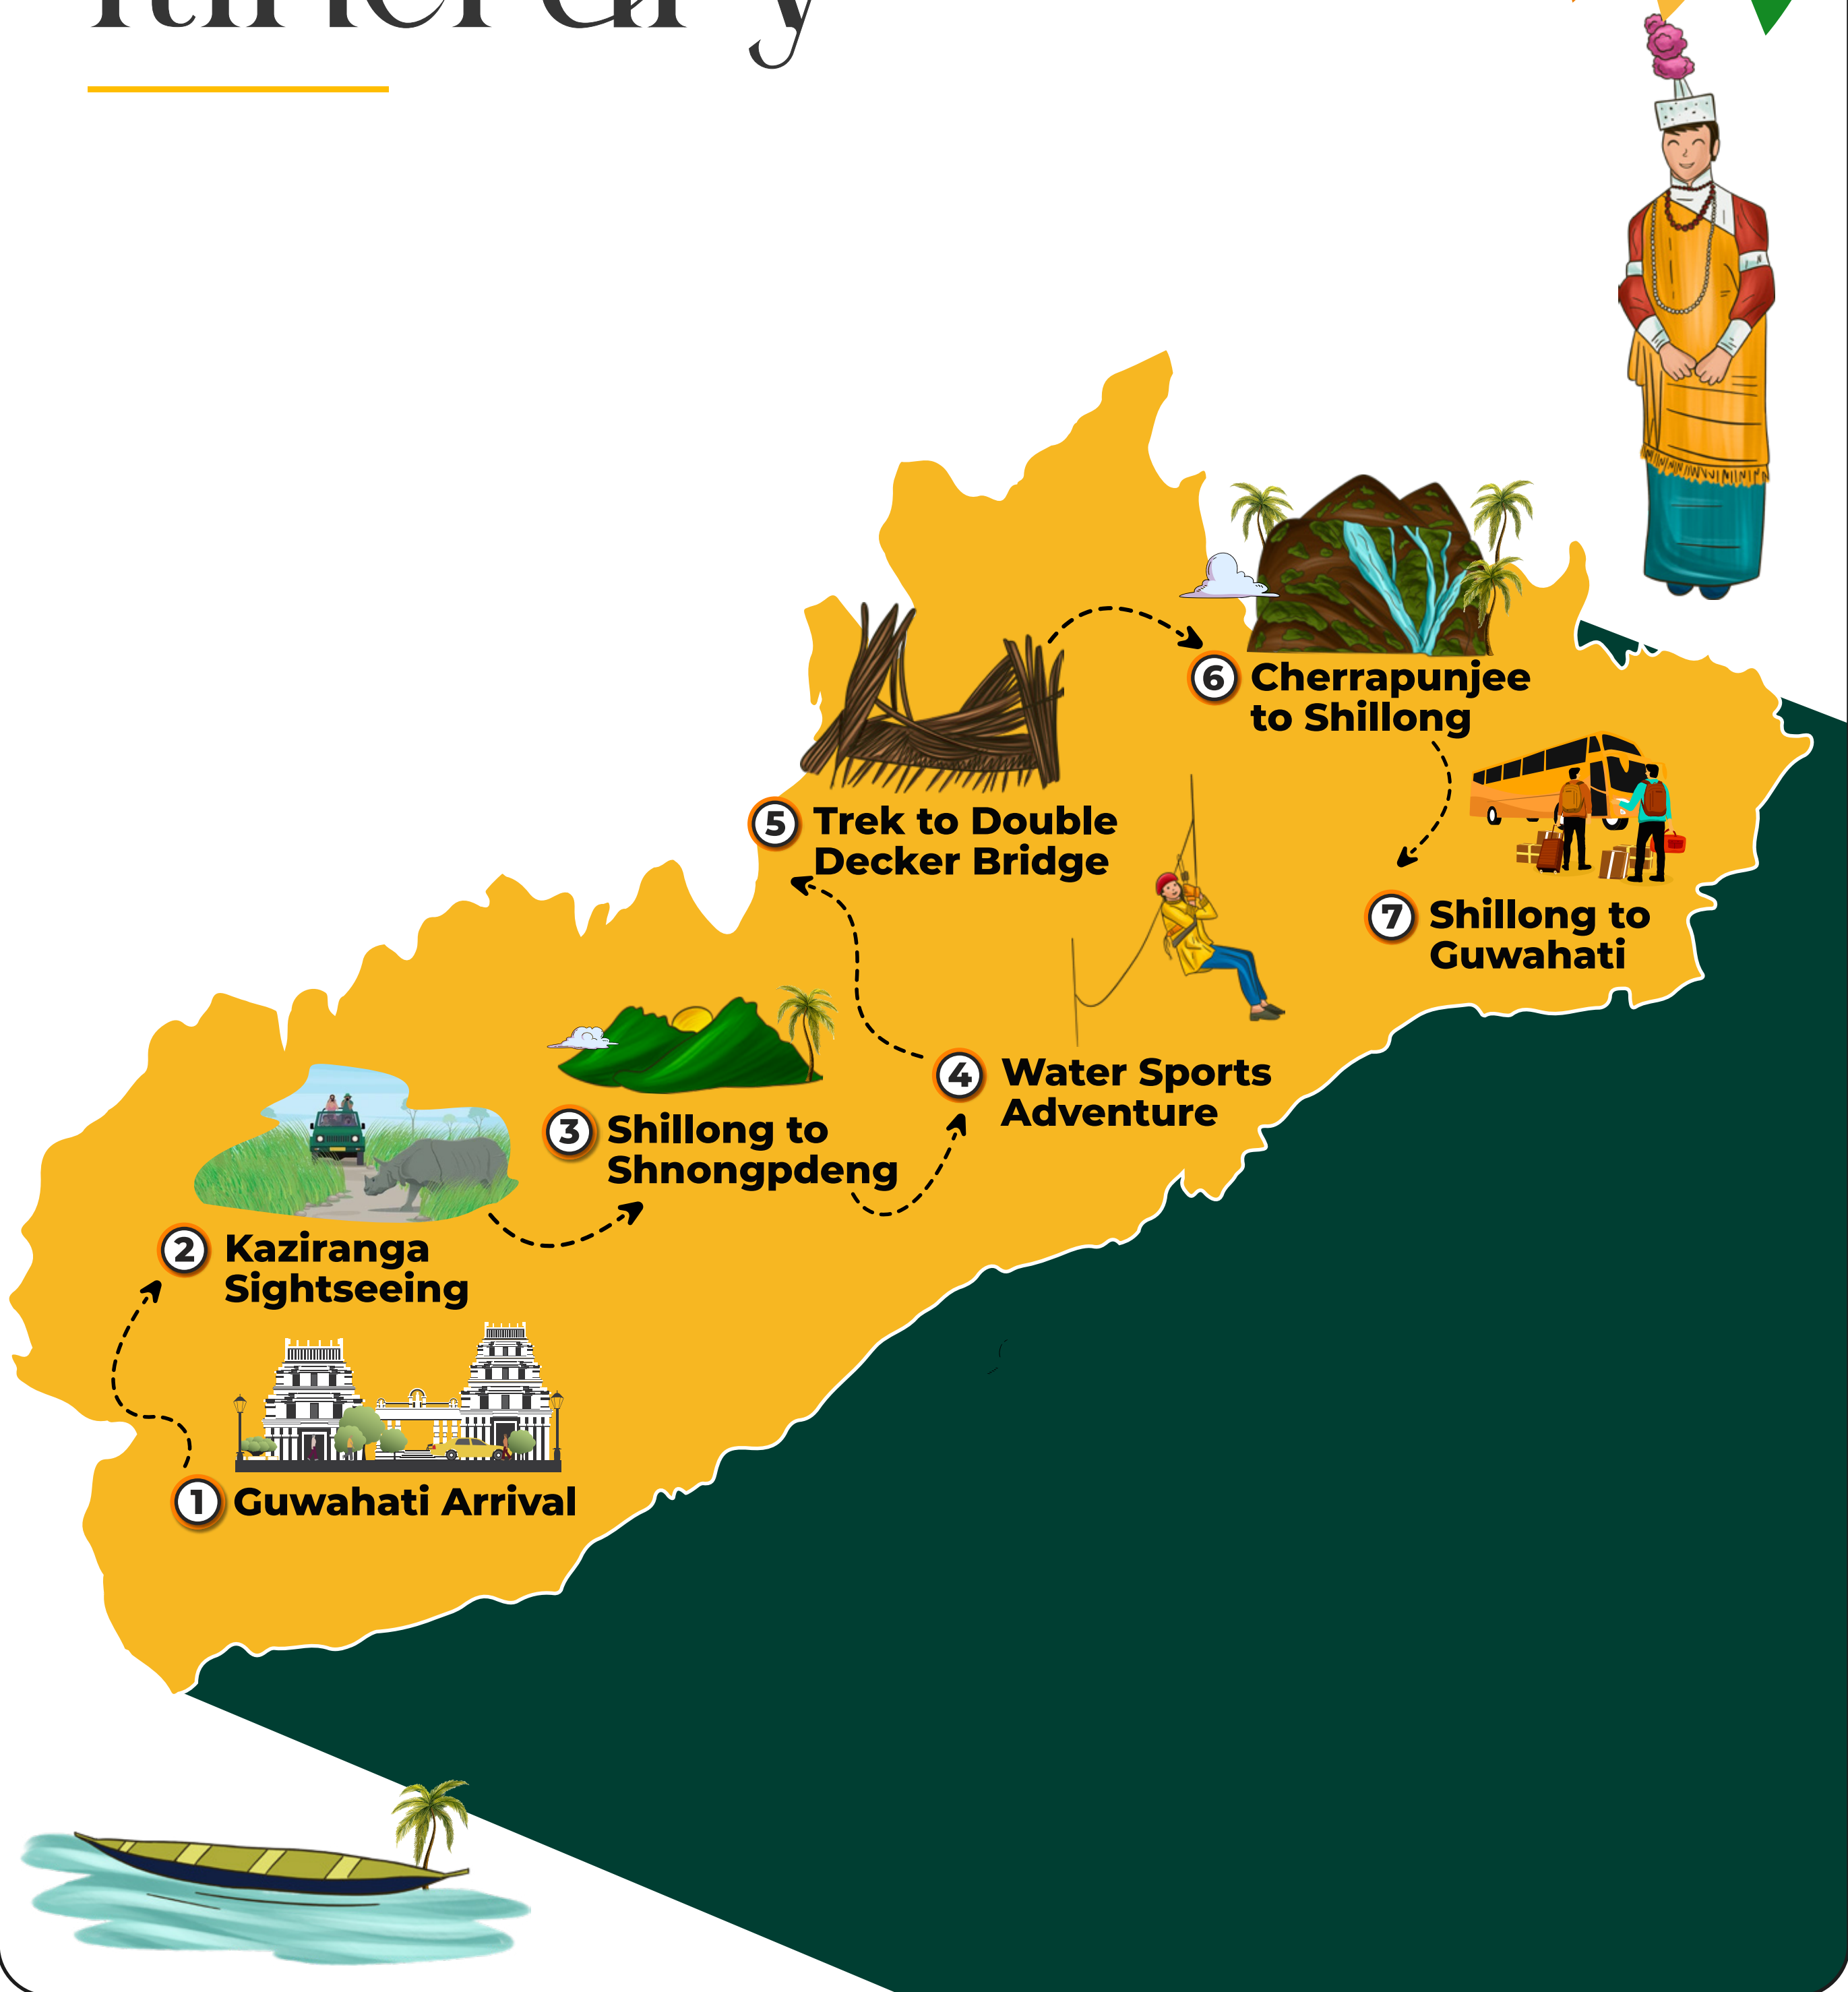 Itinerary
6 Cherrapunjee
to Shillong
5 Trek to Double
Decker Bridge
7 Shillong to
Guwahati
4 Water Sports
Adventure
3 Shillong to
Shnongpdeng
2 Kaziranga
Sightseeing
1 Guwahati Arrival